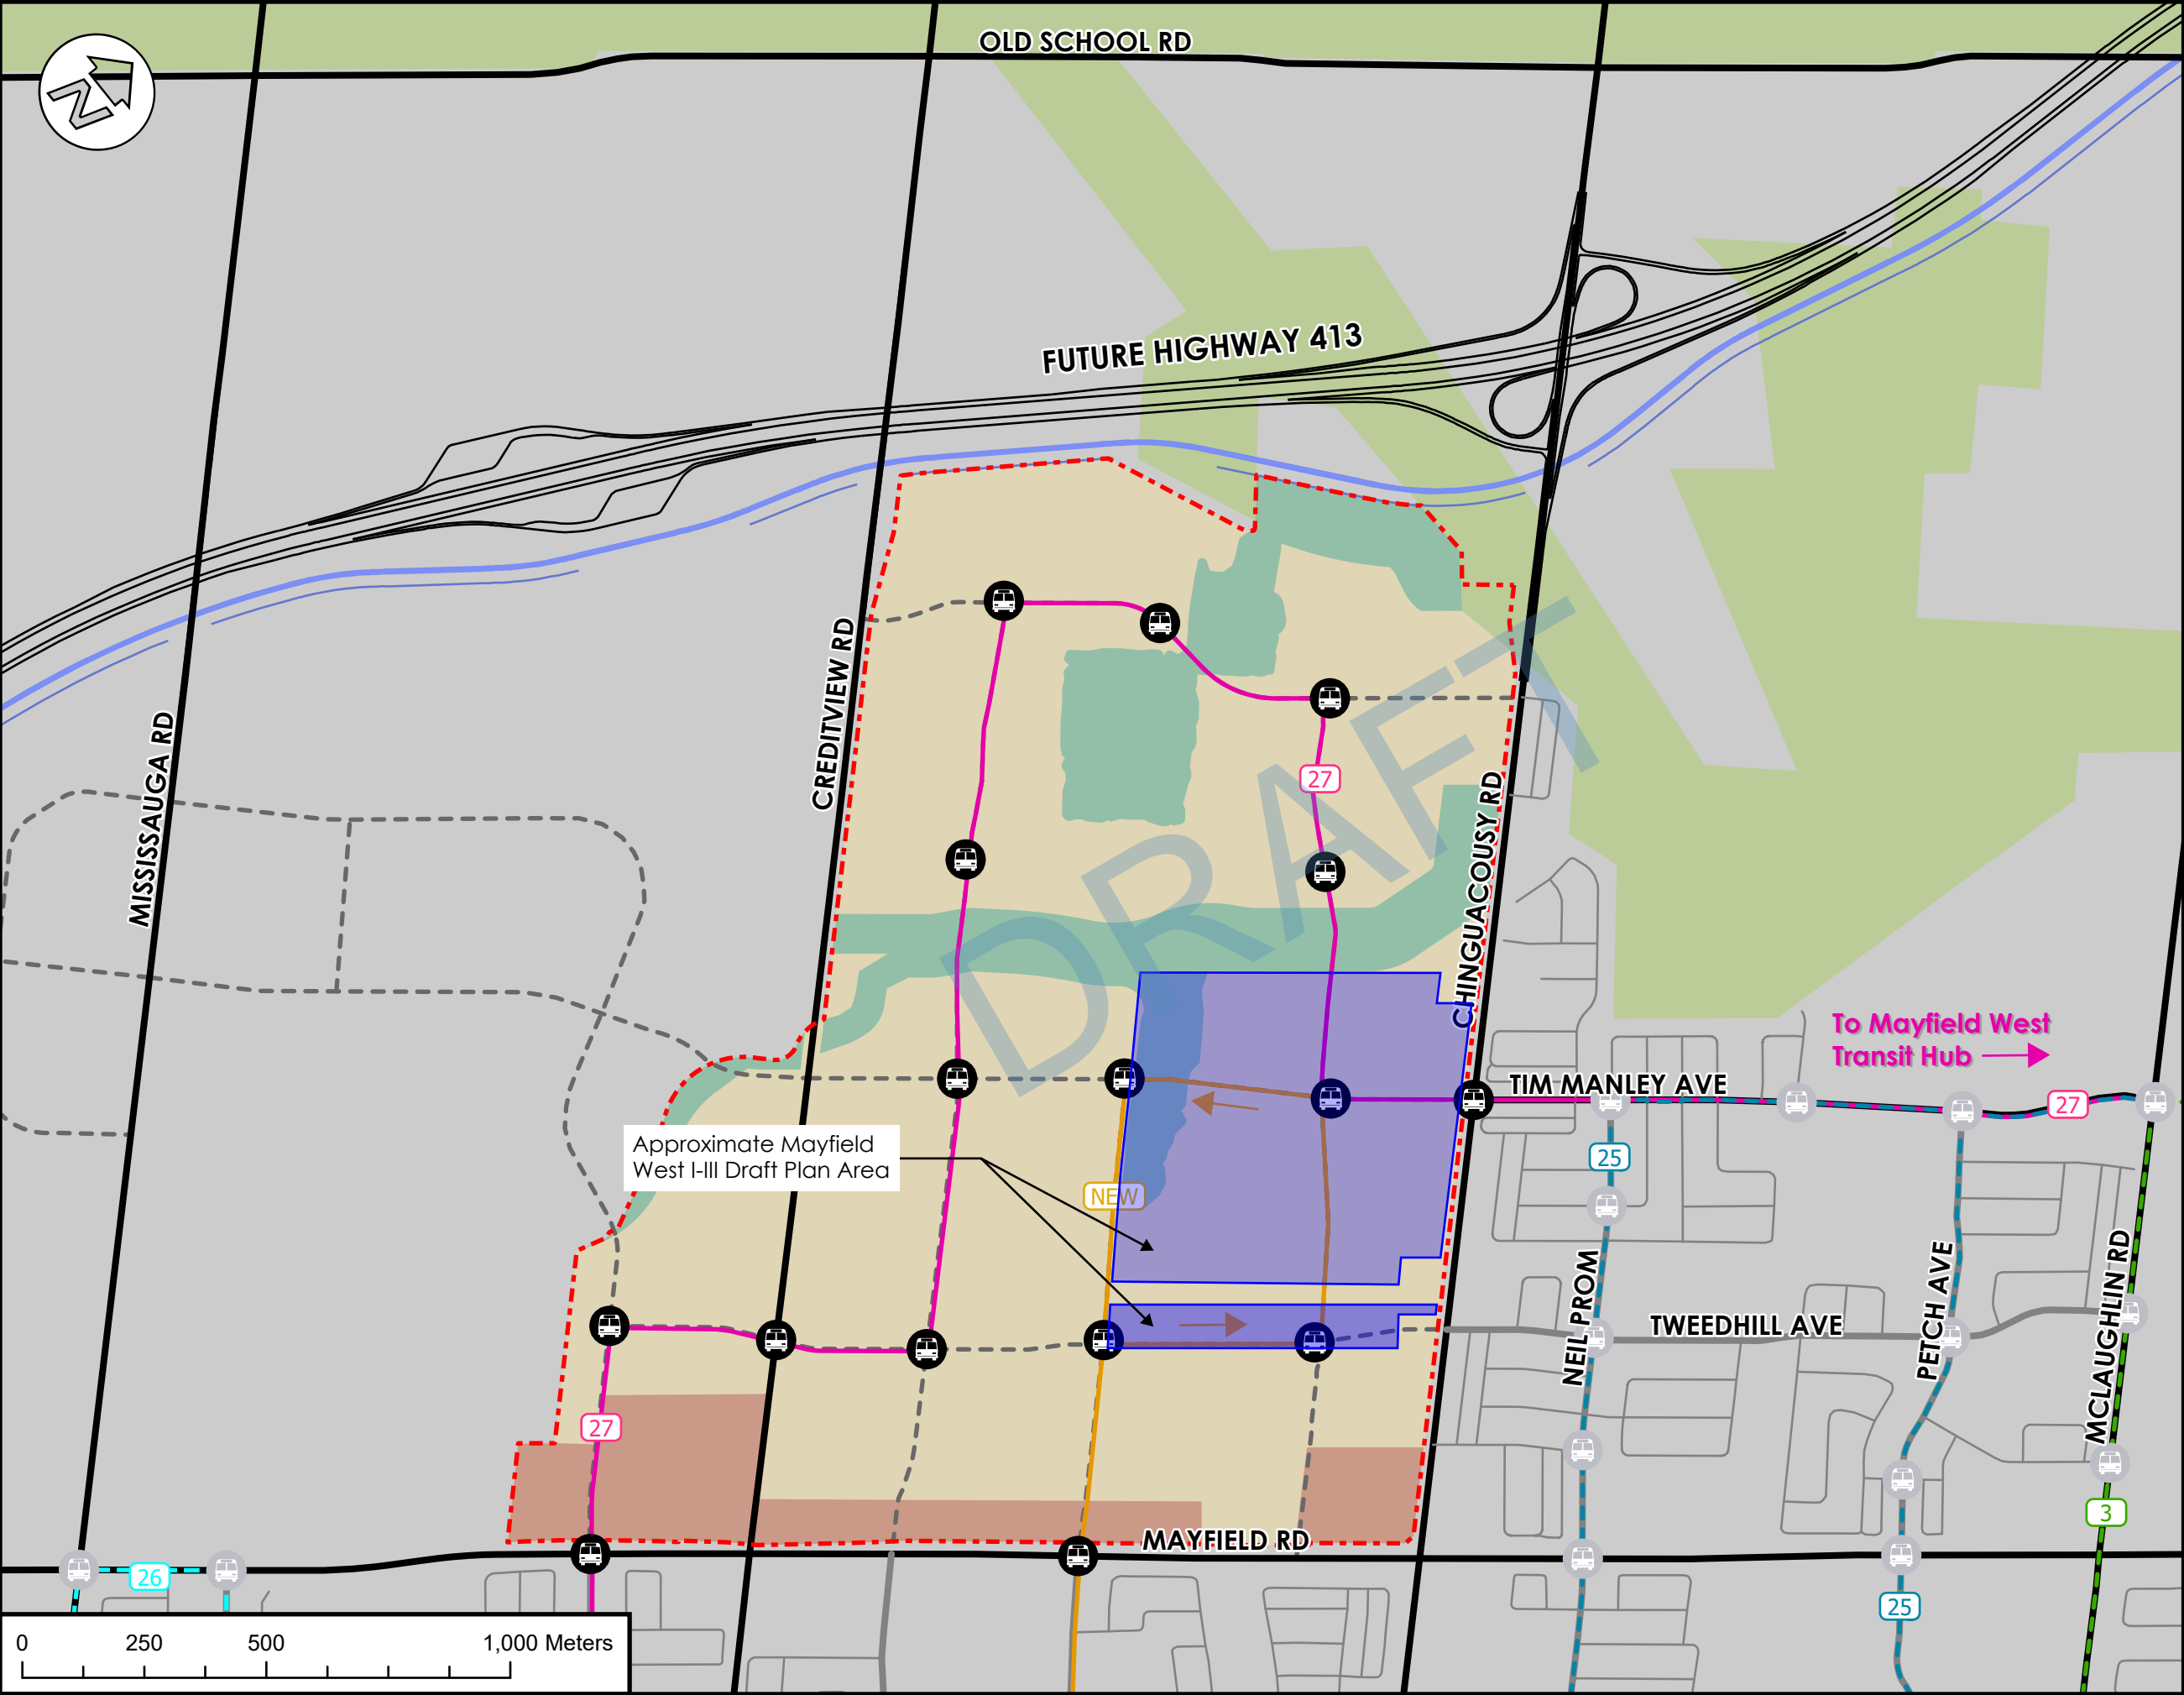 OLD SCHOOL RD
N
FUTURE HIGHWAY 413
CREDITVIEW RD
MISSISSAUGA RD
27
CHINGUACOUSY RD
DRAFT
To Mayfield West
Transit Hub
TIM MANLEY AVE
27
25
Approximate Mayfield
West I-III Draft Plan Area
NEW
NEIL PROM
TWEEDHILL AVE
PETCH AVE
MCLAUGHLIN RD
27
3
MAYFIELD RD
26
25
0 250 500 1,000 Meters